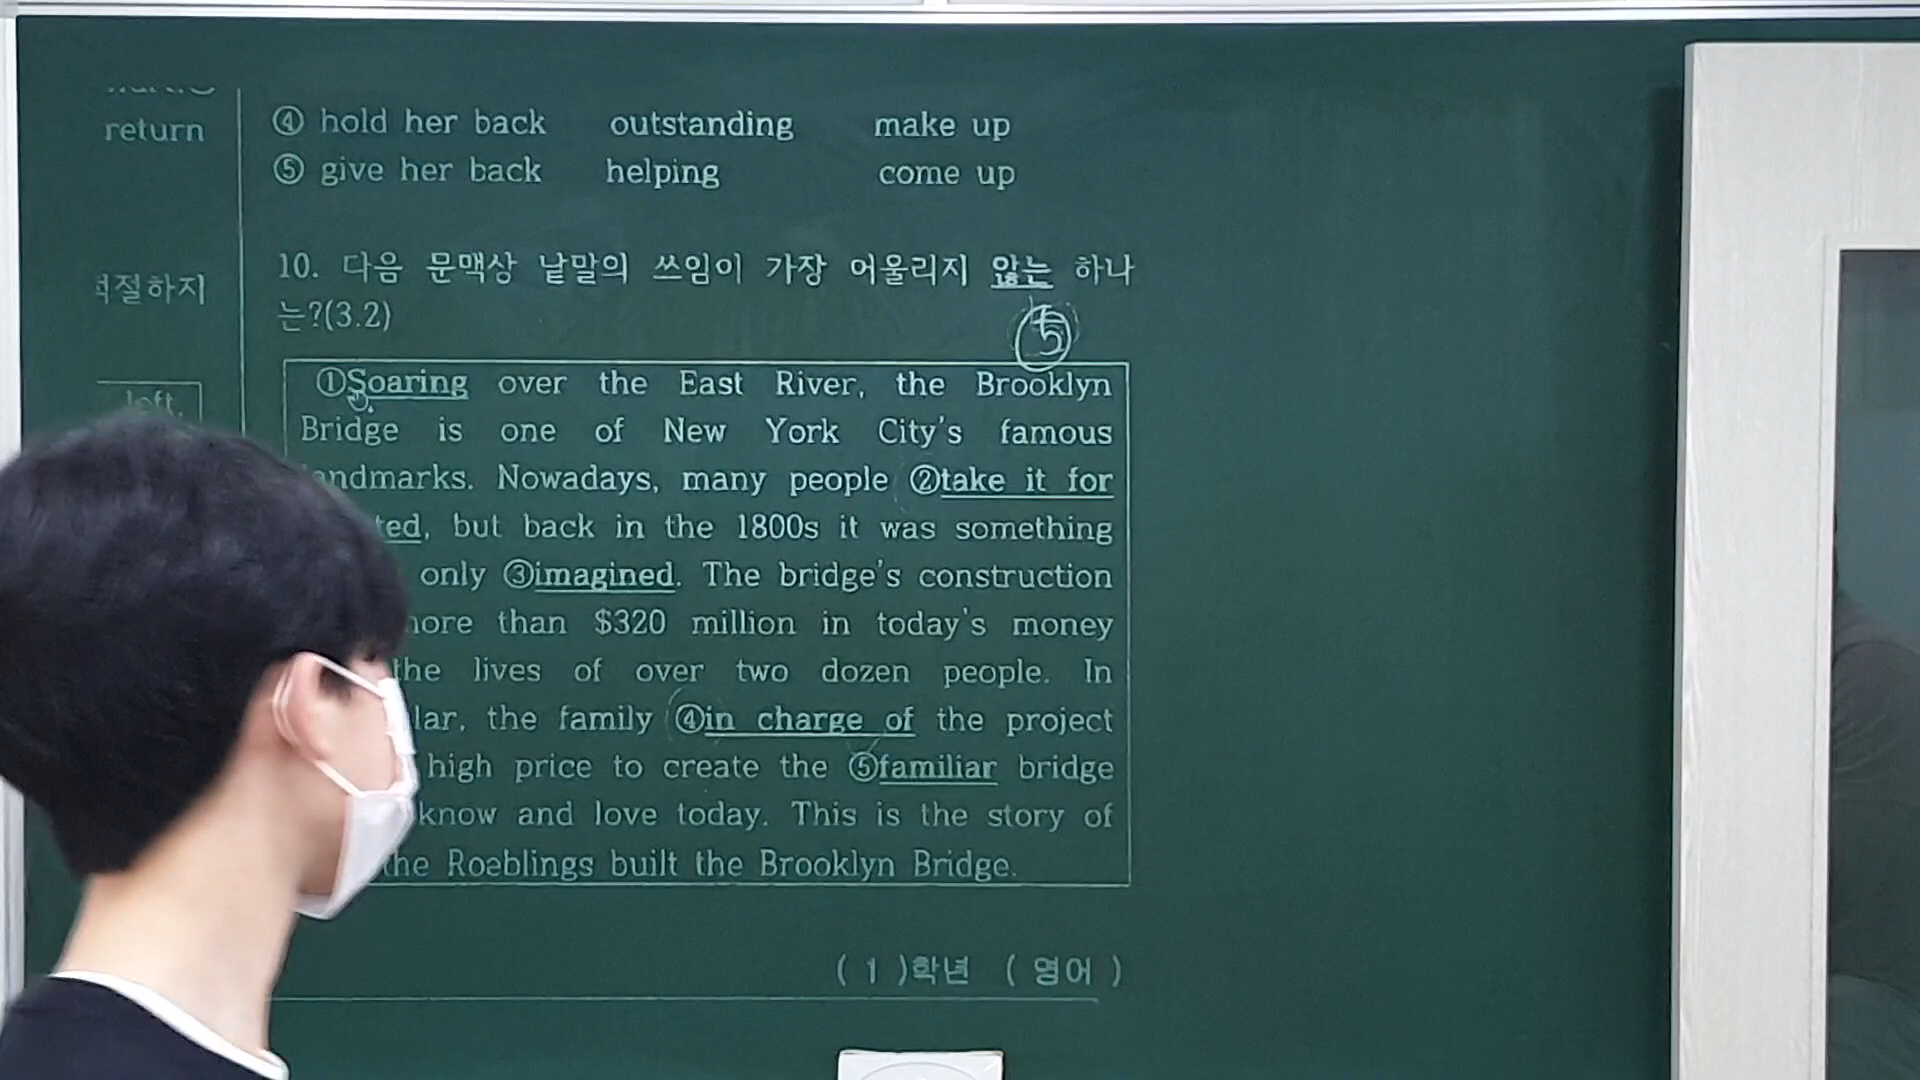 return
④ hold her back outstanding make up
⑤ give her back helping come up
적절하지
10. 다음 문맥상 낱말의 쓰임이 가장 어울리지 않는 하나
는?(3.2)
⑤
left,
①Soaring over the East River, the Brooklyn
Bridge is one of New York City's famous
ndmarks. Nowadays, many people ②take it for
ted, but back in the 1800s it was something
only ③imagined. The bridge's construction
more than $320 million in today's money
the lives of over two dozen people. In
lar, the family ④in charge of the project
high price to create the ⑤familiar bridge
know and love today. This is the story of
the Roeblings built the Brooklyn Bridge.
( 1 )학년 ( 영어 )